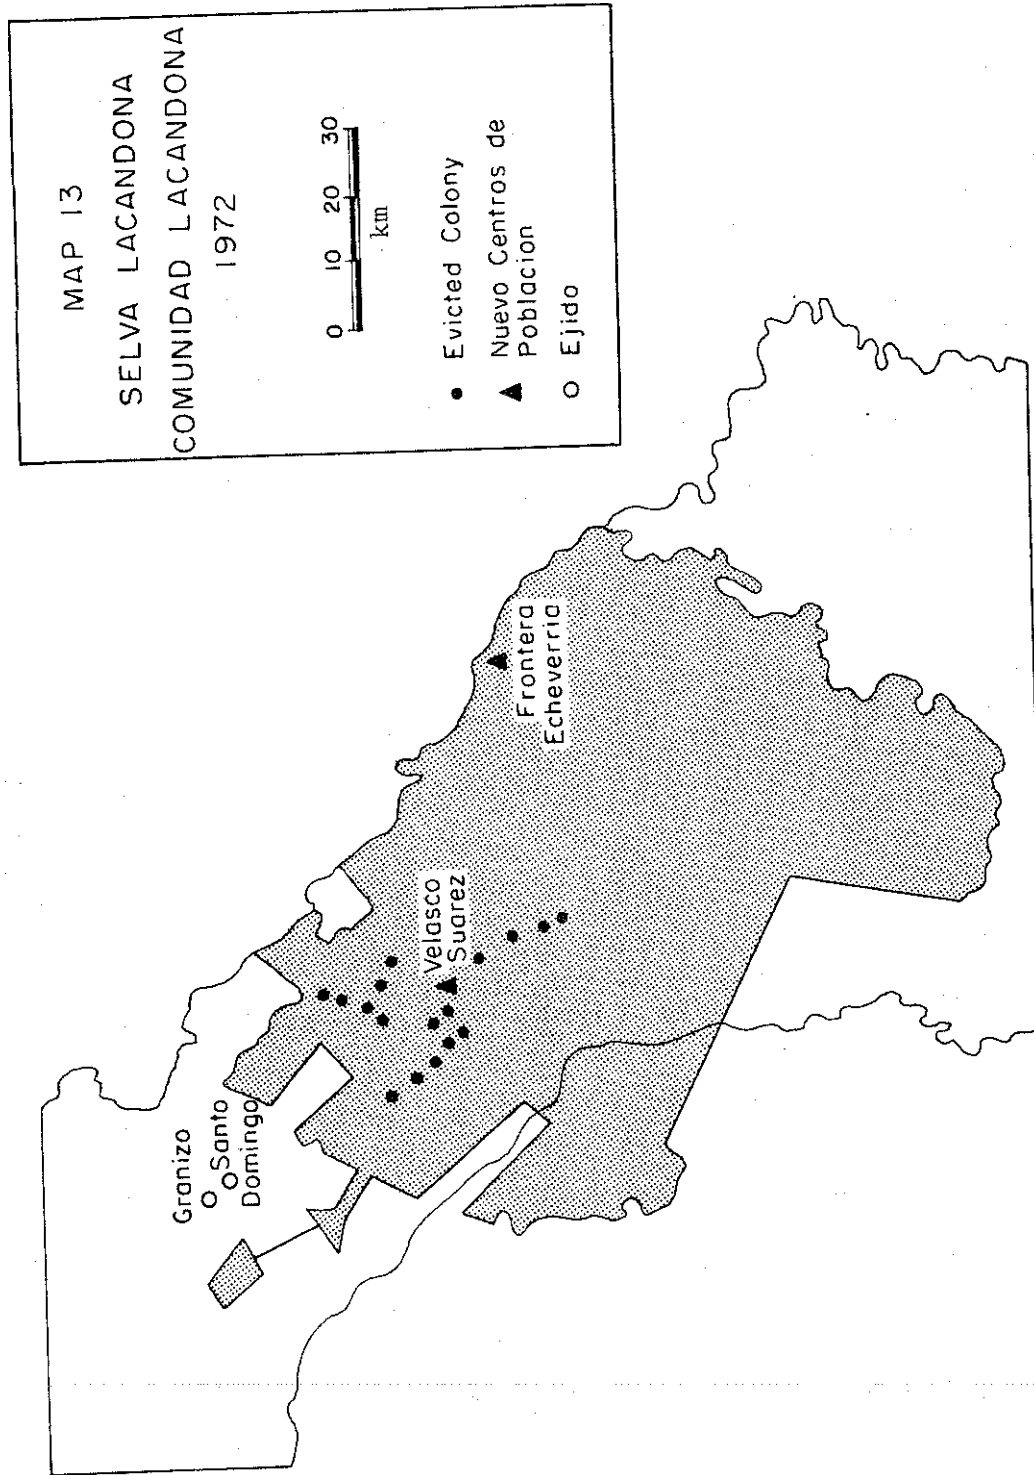 MAP 13
SELVA LACANDONA
COMUNIDAD LACANDONA
1972
0 10 20 30
km
Evicted Colony
Nuevo Centros de
Poblacion
Ejido
Granizo
Santo
Domingo
Velasco
Suarez
Frontera
Echeverria